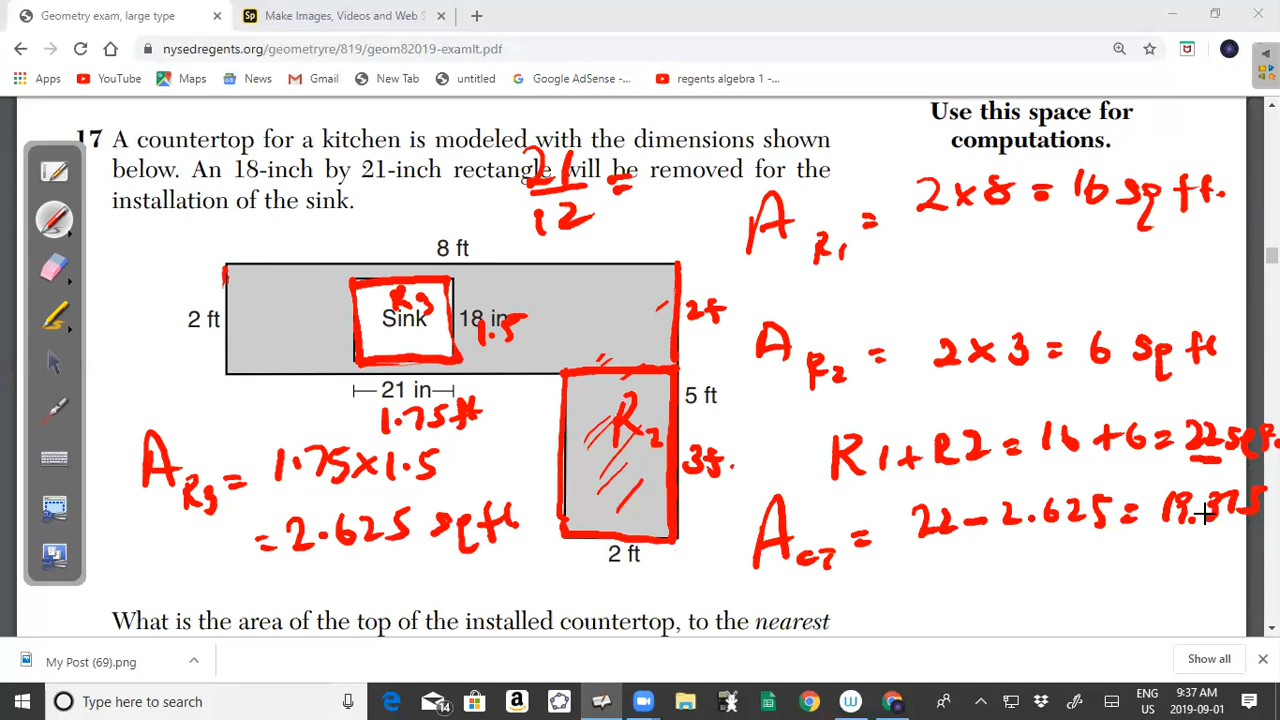 Geometry exam, large type
Make Images, Videos and Web S
nysedregents.org/geometryre/819/geom82019-examlt.pdf
Apps YouTube Maps News Gmail New Tab untitled Google AdSense -... regents algebra 1 -...
Use this space for
computations.
17 A countertop for a kitchen is modeled with the dimensions shown
below. An 18-inch by 21-inch rectangle will be removed for the
installation of the sink.
21/12 =
A R1 = 2 x 8 = 16 sq ft.
8 ft
2 ft
R3
Sink
18 in
1.5
2ft
A R2 = 2 x 3 = 6 sq ft
21 in
1.75 ft
5 ft
R2
3ft.
2 ft
A R3 = 1.75 x 1.5
= 2.625 sq ft
R1 + R2 = 16 + 6 = 22 sq ft.
A CT = 22 - 2.625 = 19.375
What is the area of the top of the installed countertop, to the nearest
My Post (69).png
Show all
Type here to search
14
ENG
US
9:37 AM
2019-09-01